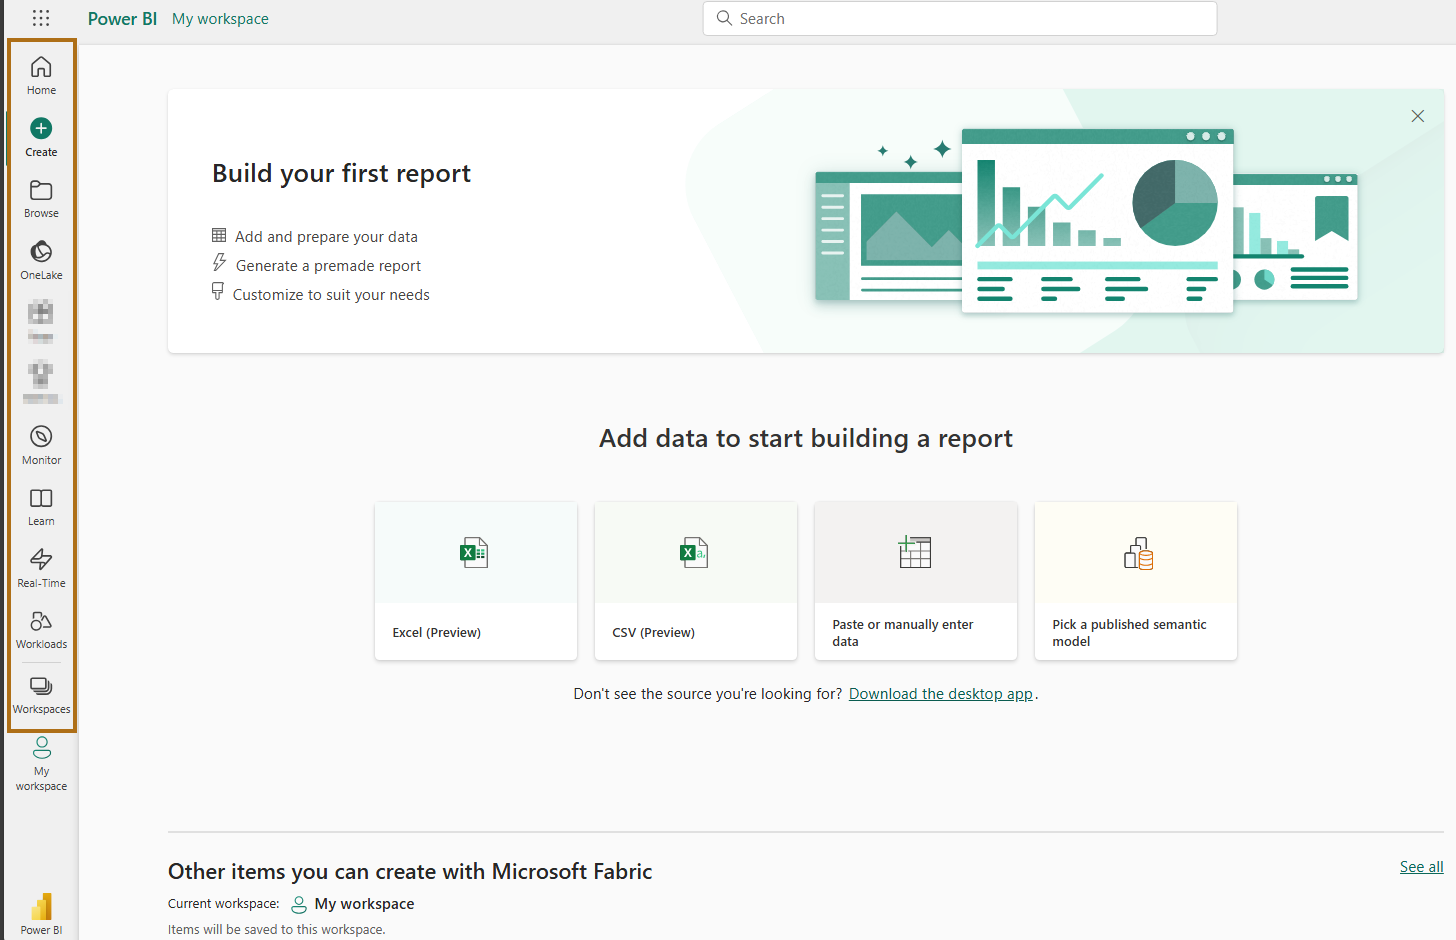 Power BI My workspace
Search
Home
Create
Browse
OneLake
Monitor
Learn
Real-Time
Workloads
Workspaces
My
workspace
Power BI
Build your first report
Add and prepare your data
Generate a premade report
Customize to suit your needs
Add data to start building a report
Excel (Preview)
CSV (Preview)
Paste or manually enter
data
Pick a published semantic
model
Don't see the source you're looking for? Download the desktop app.
Other items you can create with Microsoft Fabric
See all
Current workspace: My workspace
Items will be saved to this workspace.